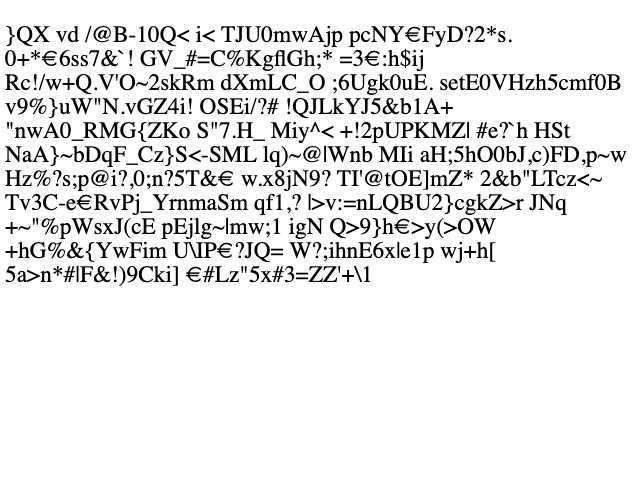 }QX vd /@B-10Q< i< TJU0mwAjp pcNY€FyD?2*s.
0+*€6ss7&`! GV_#=C%KgflGh;* =3€:h$ij
Rc!/w+Q.V'O~2skRm dXmLC_O ;6Ugk0uE. setE0VHzh5cmf0B
v9%}uW"N.vGZ4i! OSEi/?# !QJLkYJ5&b1A+
"nwA0_RMG{ZKo S"7.H_ Miy^< +!2pUPKMZ| #e?`h HSt
NaA}~bDqF_Cz}S<-SML lq)~@|Wnb MIi aH;5hO0bJ,c)FD,p~w
Hz%?s;p@i?,0;n?5T&€ w.x8jN9? TI'@tOE]mZ* 2&b"LTcz<~
Tv3C-e€RvPj_YrnmaSm qf1,? |>v:=nLQBU2}cgkZ>r JNq
+~"%pWsxJ(cE pEjlg~|mw;1 igN Q>9}h€>y(>OW
+hG%&{YwFim U\IP€?JQ= W?;ihnE6x|e1p wj+h[
5a>n*#|F&!)9Cki] €#Lz"5x#3=ZZ'+\1